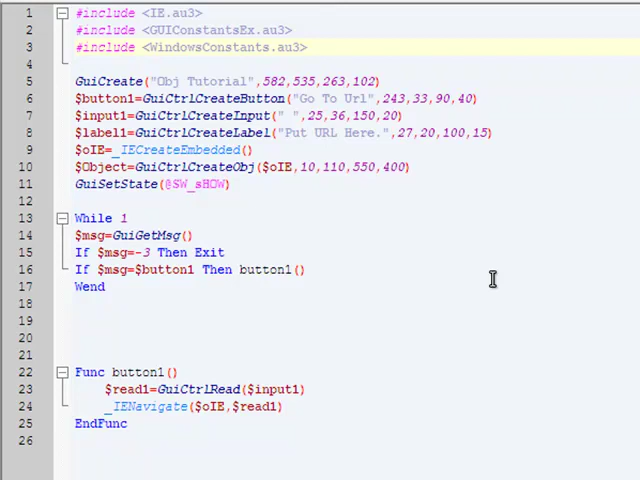 1 #include <IE.au3>
2 #include <GUIConstantsEx.au3>
3 #include <WindowsConstants.au3>
4
5 GuiCreate("Obj Tutorial",582,535,263,102)
6 $button1=GuiCtrlCreateButton("Go To Url",243,33,90,40)
7 $input1=GuiCtrlCreateInput(" ",25,36,150,20)
8 $label1=GuiCtrlCreateLabel("Put URL Here.",27,20,100,15)
9 $oIE=_IECreateEmbedded()
10 $Object=GuiCtrlCreateObj($oIE,10,110,550,400)
11 GuiSetState(@SW_sHOW)
12
13 While 1
14 $msg=GuiGetMsg()
15 If $msg=-3 Then Exit
16 If $msg=$button1 Then button1()
17 Wend
18
19
20
21
22 Func button1()
23 $read1=GuiCtrlRead($input1)
24 _IENavigate($oIE,$read1)
25 EndFunc
26